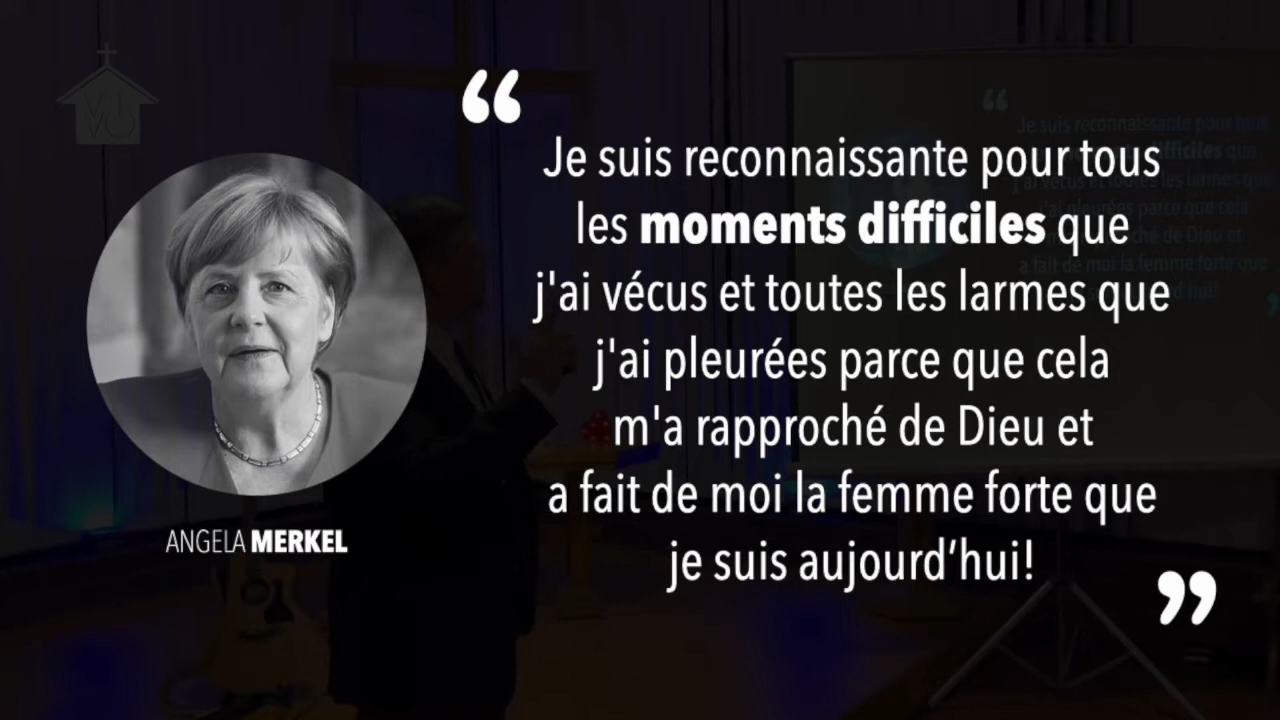 “
Je suis reconnaissante pour tous
les moments difficiles que
j'ai vécus et toutes les larmes que
j'ai pleurées parce que cela
m'a rapproché de Dieu et
a fait de moi la femme forte que
je suis aujourd’hui!
”
ANGELA MERKEL